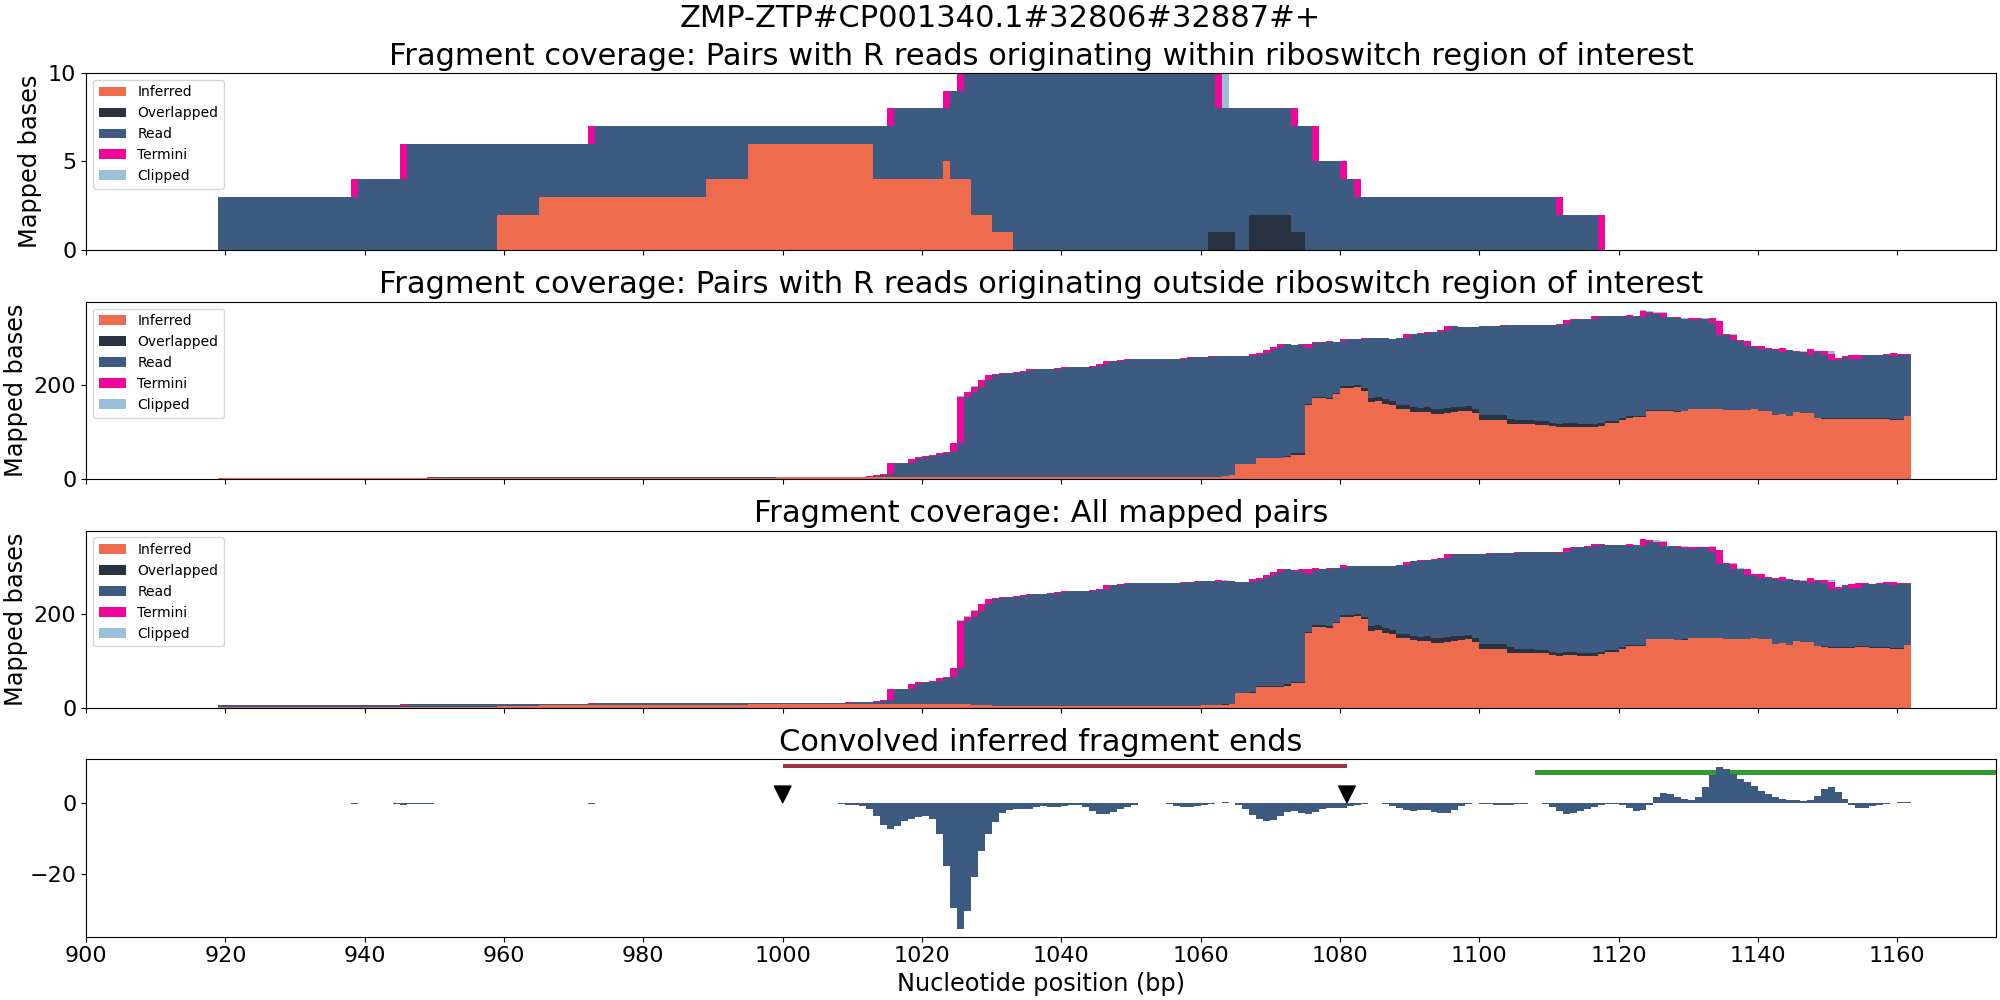 ZMP-ZTP#CP001340.1#32806#32887#+
Fragment coverage: Pairs with R reads originating within riboswitch region of interest
Mapped bases
10
5
0
Inferred
Overlapped
Read
Termini
Clipped
Fragment coverage: Pairs with R reads originating outside riboswitch region of interest
Mapped bases
200
0
Inferred
Overlapped
Read
Termini
Clipped
Fragment coverage: All mapped pairs
Mapped bases
200
0
Inferred
Overlapped
Read
Termini
Clipped
Convolved inferred fragment ends
0
−20
900 920 940 960 980 1000 1020 1040 1060 1080 1100 1120 1140 1160
Nucleotide position (bp)